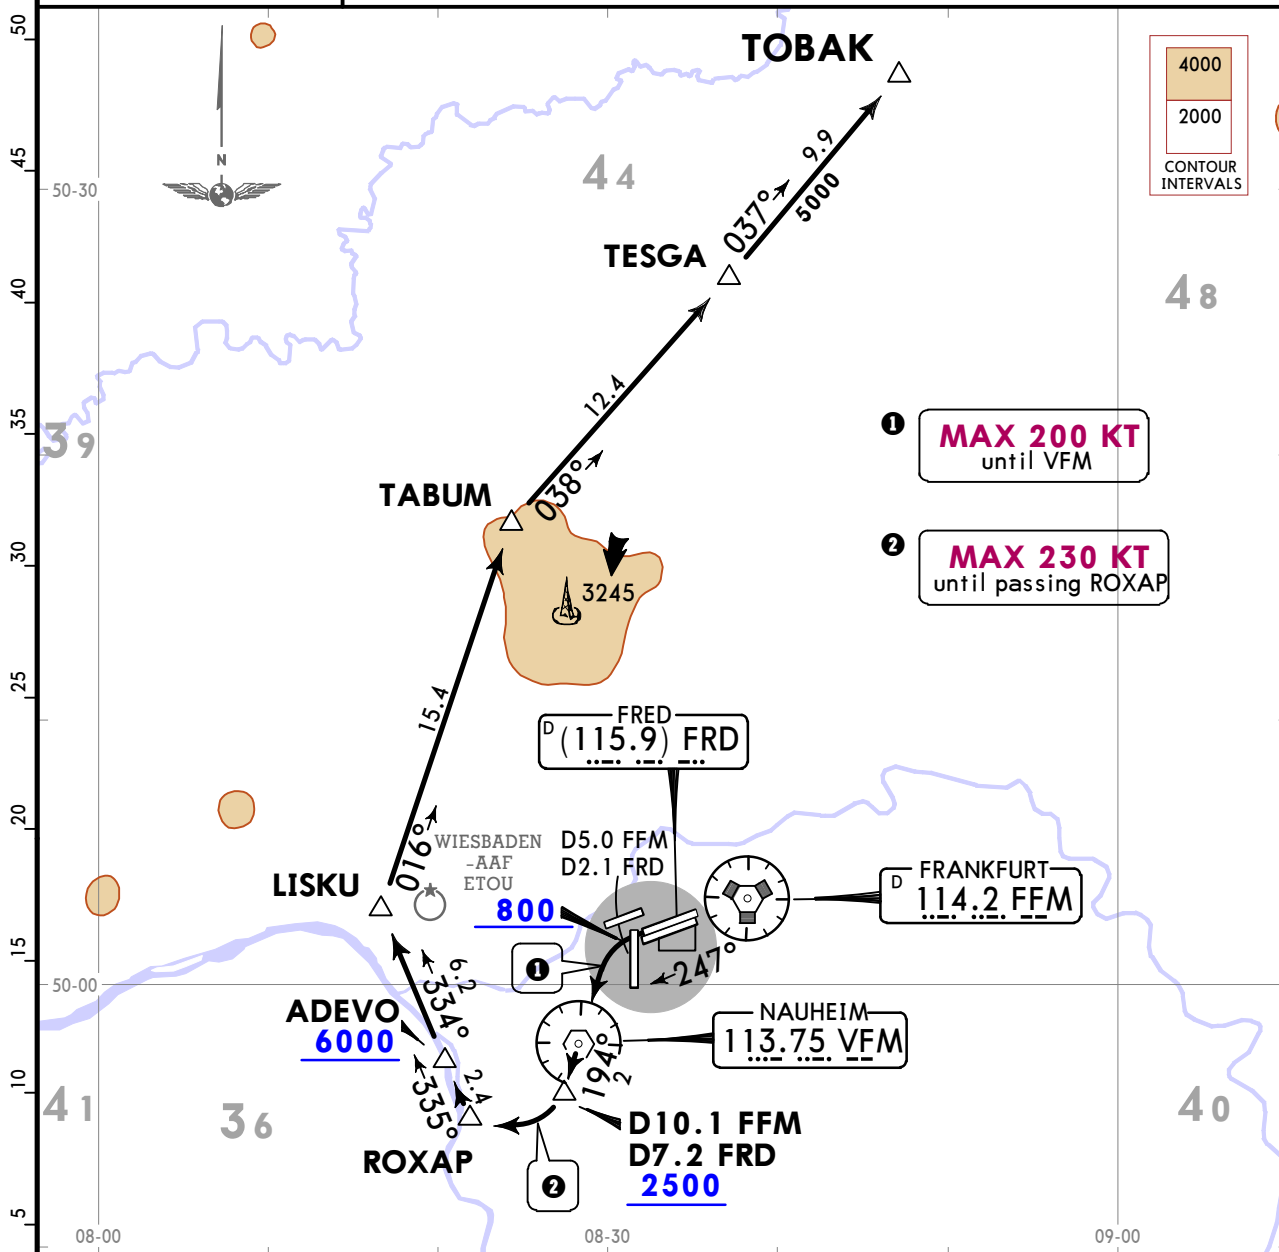 50
45
40
35
30
25
20
15
10
5
50-30
50-00
08-00
08-30
09-00
N
TOBAK
4000
2000
CONTOUR
INTERVALS
44
9.9
5000
037°
TESGA
48
12.4
39
❶
MAX 200 KT
until VFM
TABUM
038°
❷
MAX 230 KT
until passing ROXAP
3245
15.4
FRED
D (115.9) FRD
016°
WIESBADEN
-AAF
ETOU
D5.0 FFM
D2.1 FRD
LISKU
800
FRANKFURT
D 114.2 FFM
❶
247°
6.2
334°
ADEVO
6000
NAUHEIM
113.75 VFM
194°
2
2.4
335°
41
36
40
D10.1 FFM
D7.2 FRD
2500
ROXAP
❷